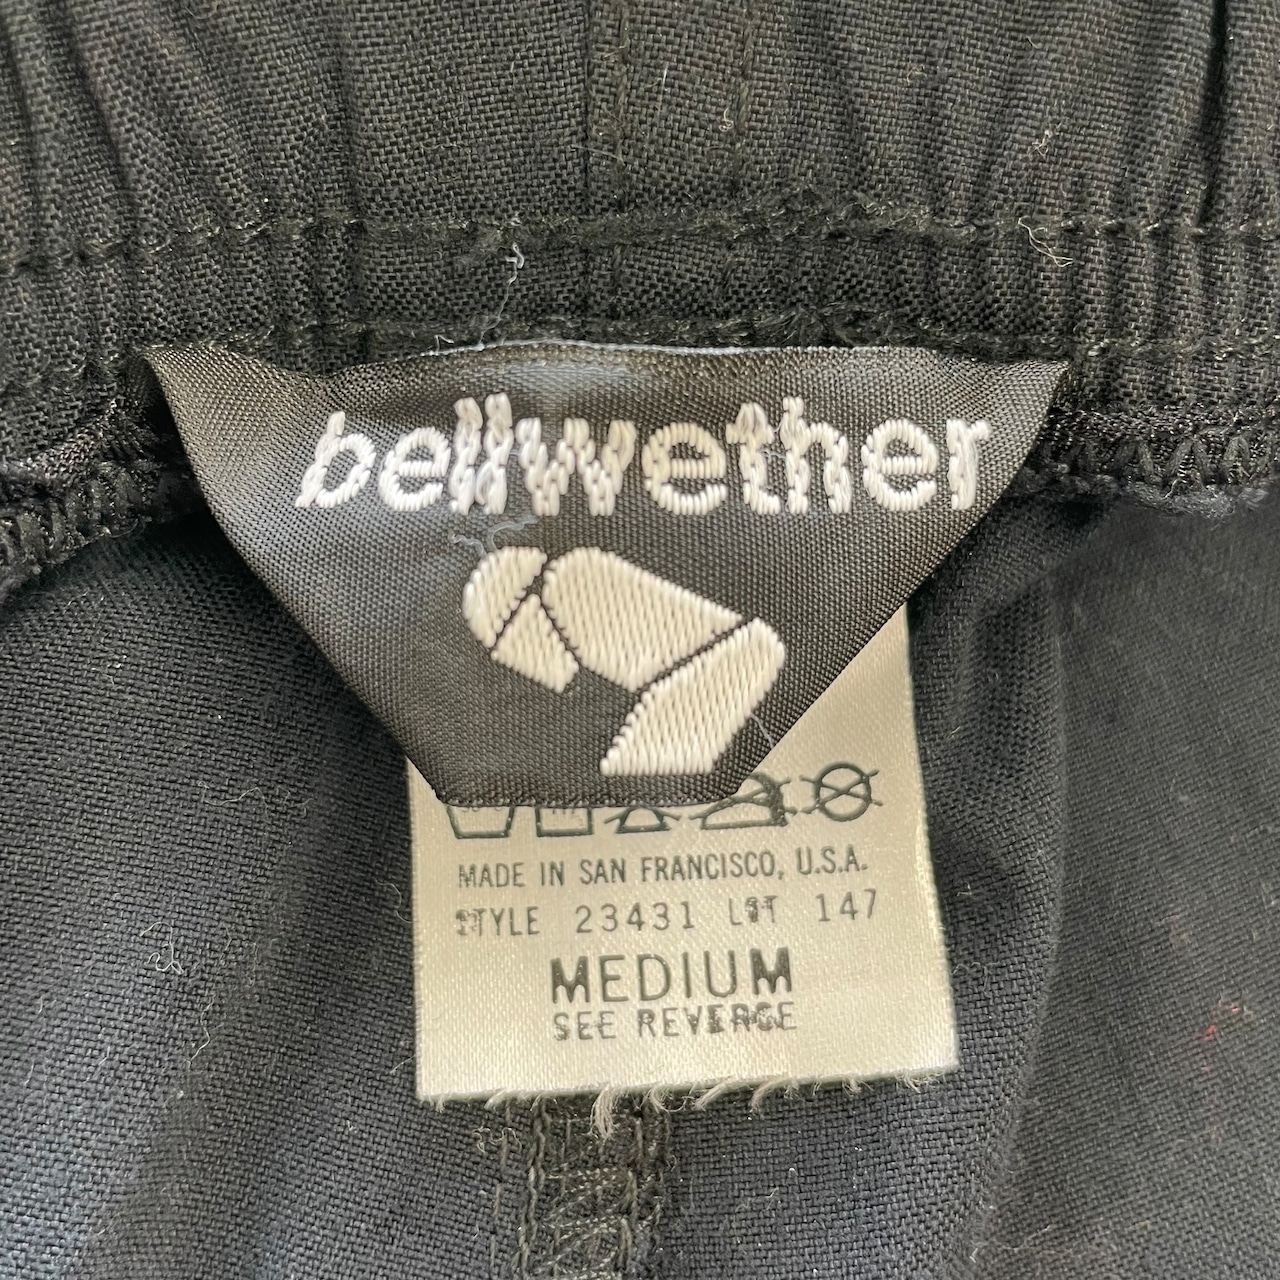 bellwether
MADE IN SAN FRANCISCO, U.S.A.
STYLE 23431 LOT 147
MEDIUM
SEE REVERSE